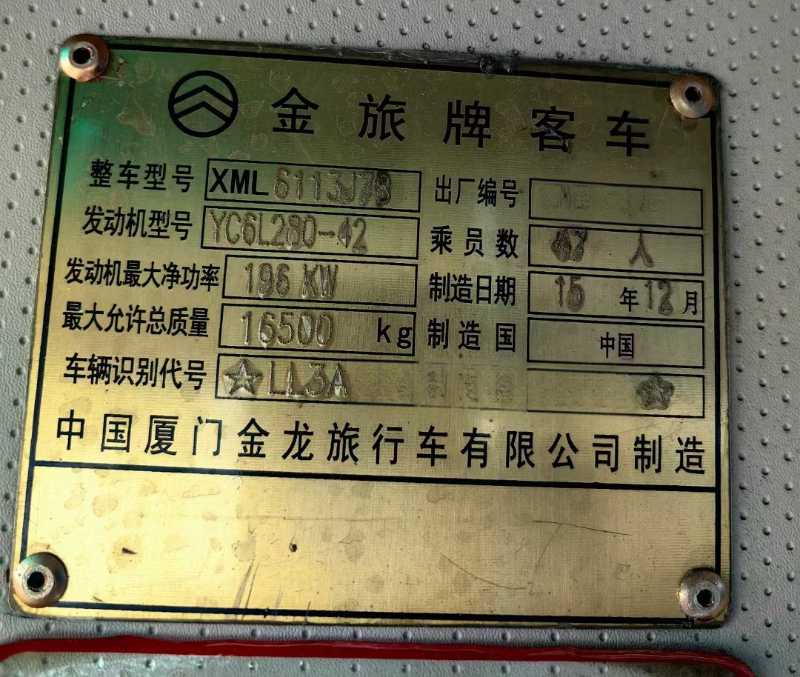 金旅牌客车
整车型号 XML6113J78 出厂编号
发动机型号 YC6L280-42 乘员数 47 人
发动机最大净功率 196 KW 制造日期 15 年 12 月
最大允许总质量 16500 kg 制造国 中国
车辆识别代号 ☆LL3A ☆
中国厦门金龙旅行车有限公司制造